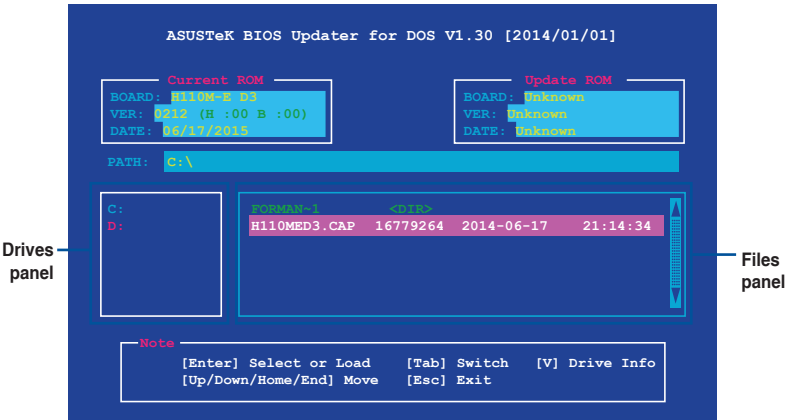 ASUSTeK BIOS Updater for DOS V1.30 [2014/01/01]
Current ROM
BOARD: H110M-E D3
VER: 0212 (H :00 B :00)
DATE: 06/17/2015
Update ROM
BOARD: Unknown
VER: Unknown
DATE: Unknown
PATH: C:\
C:
D:
FORMAN~1 <DIR>
H110MED3.CAP 16779264 2014-06-17 21:14:34
Drives
panel
Files
panel
Note
[Enter] Select or Load [Tab] Switch [V] Drive Info
[Up/Down/Home/End] Move [Esc] Exit